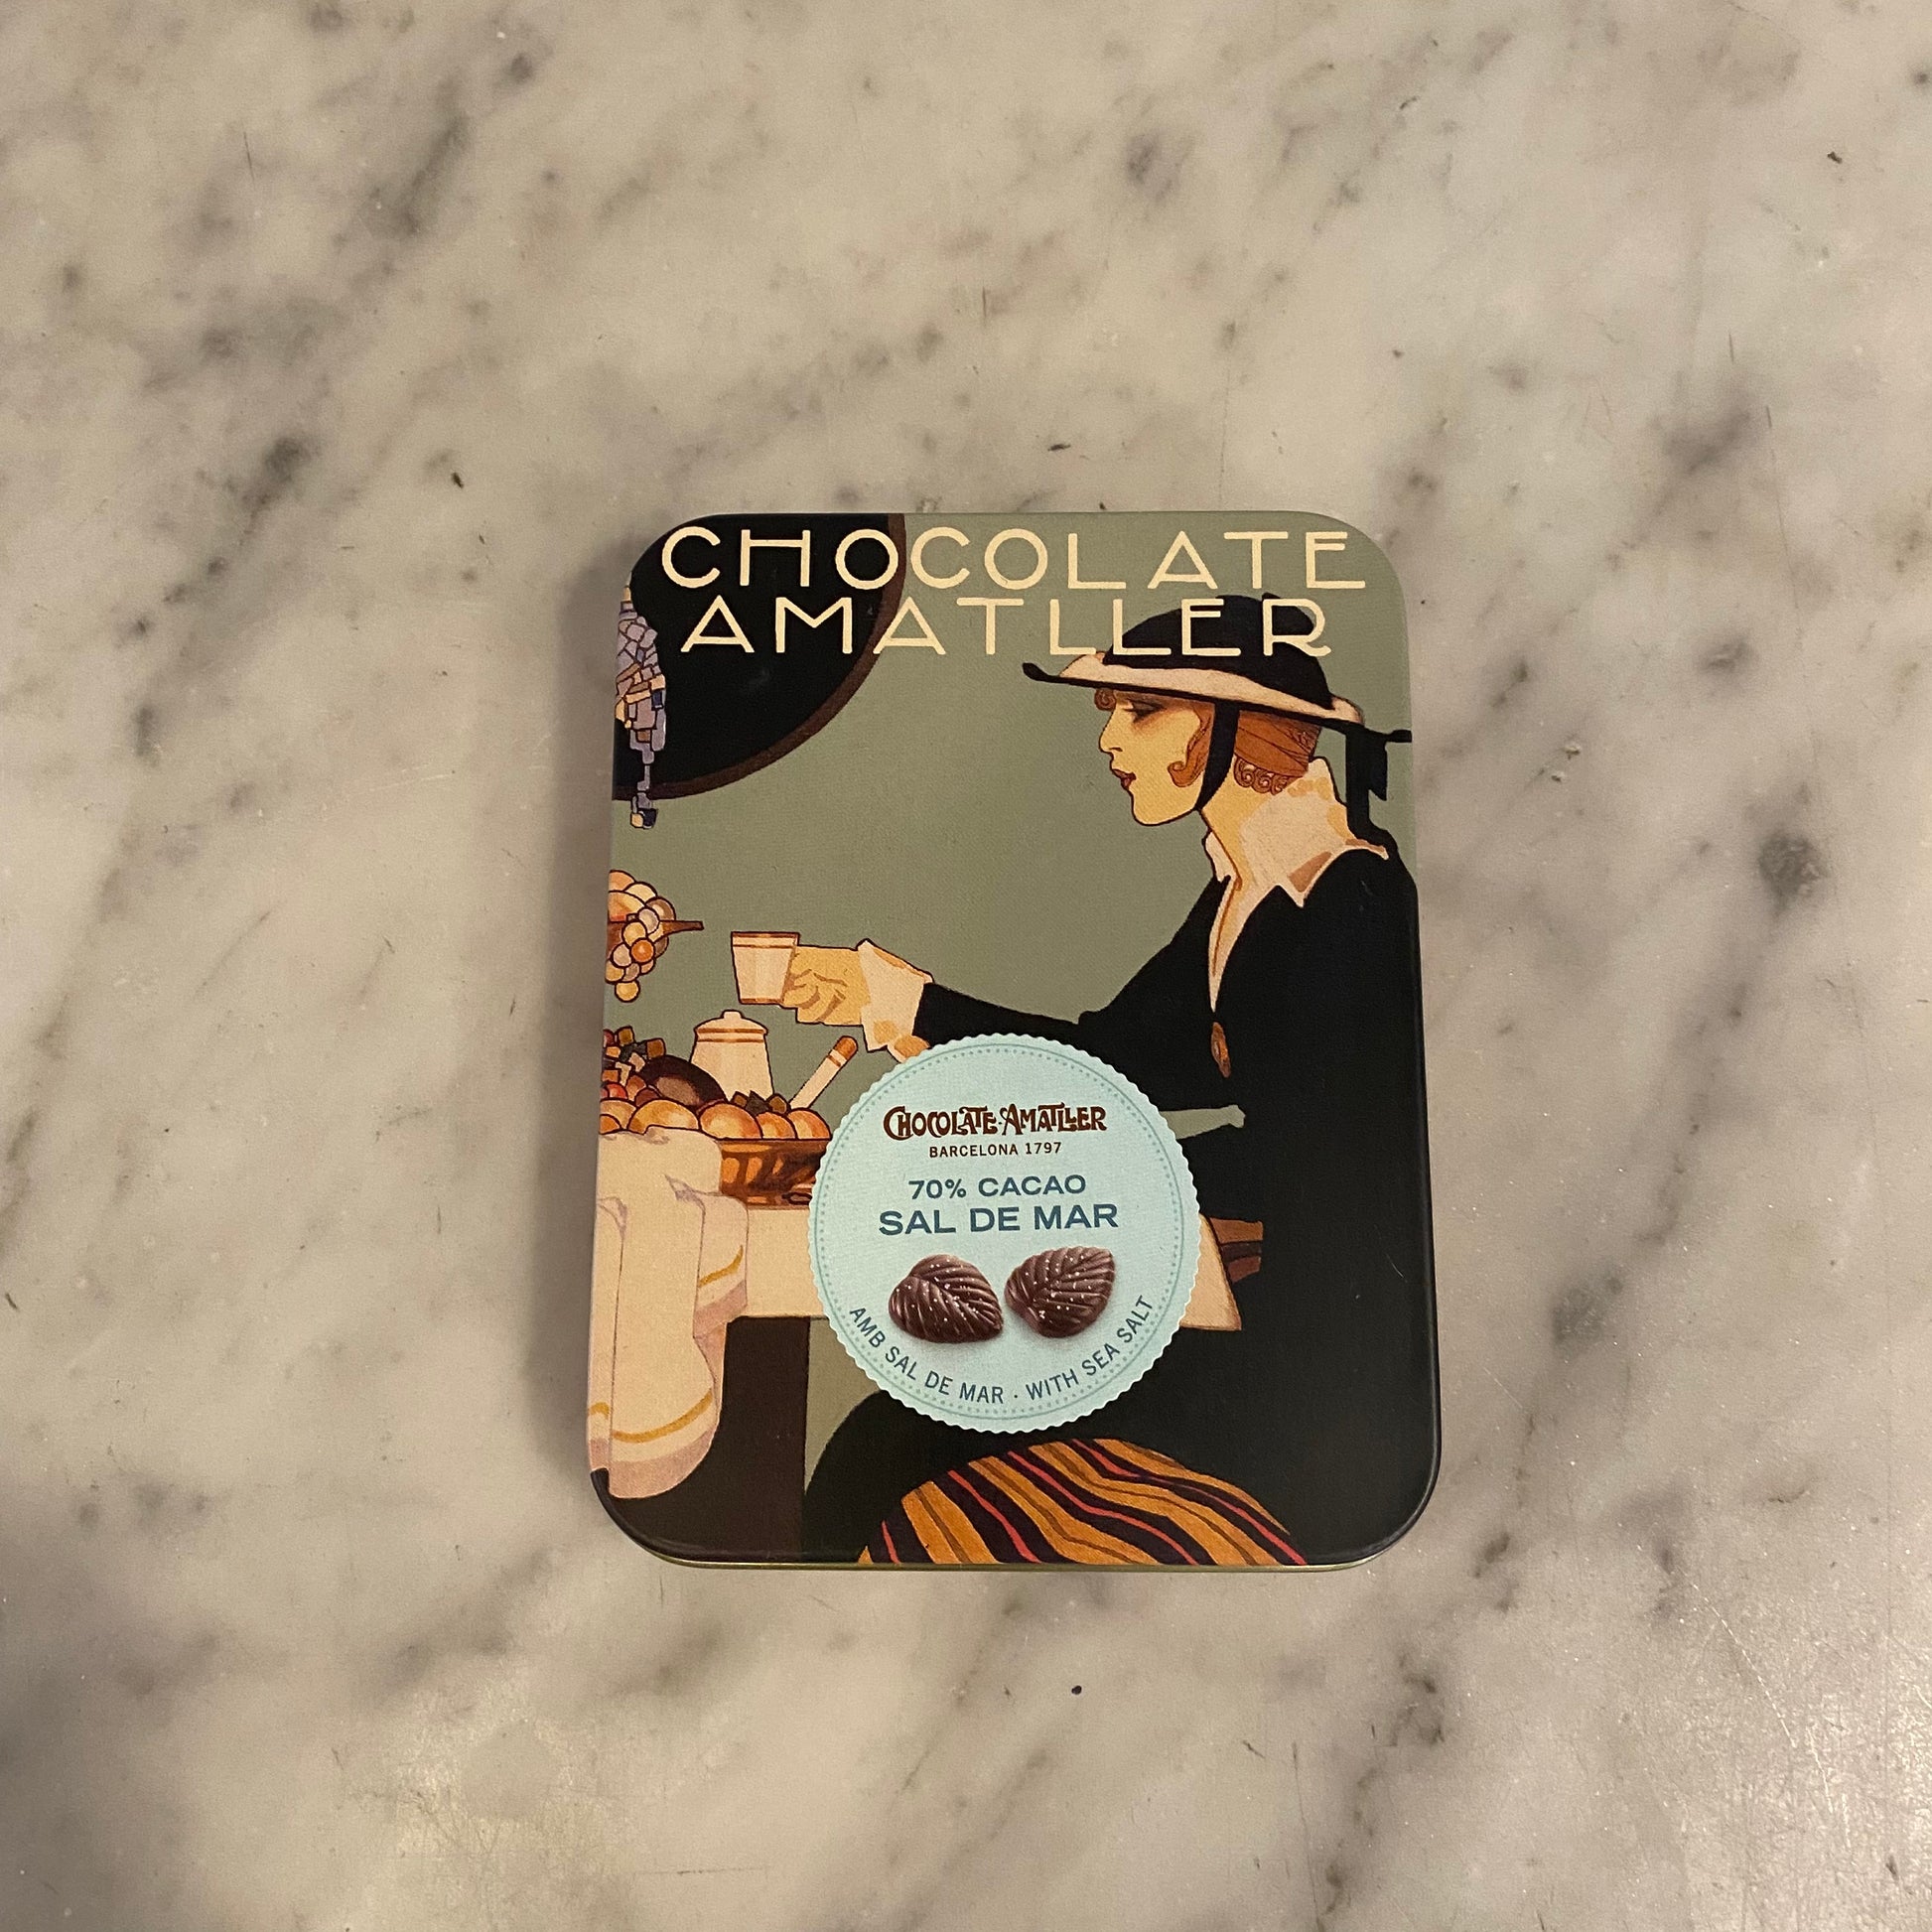 CHOCOLATE
AMATLLER
CHOCOLATE·AMATLLER
BARCELONA 1797
70% CACAO
SAL DE MAR
AMB SAL DE MAR · WITH SEA SALT